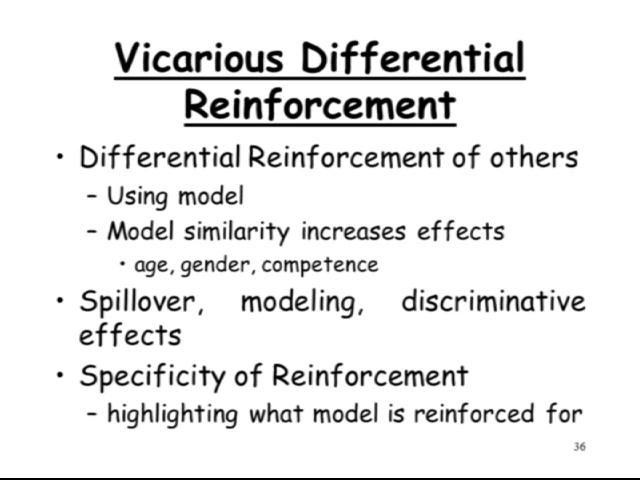 Vicarious Differential
Reinforcement
• Differential Reinforcement of others
– Using model
– Model similarity increases effects
• age, gender, competence
• Spillover, modeling, discriminative
effects
• Specificity of Reinforcement
– highlighting what model is reinforced for
36